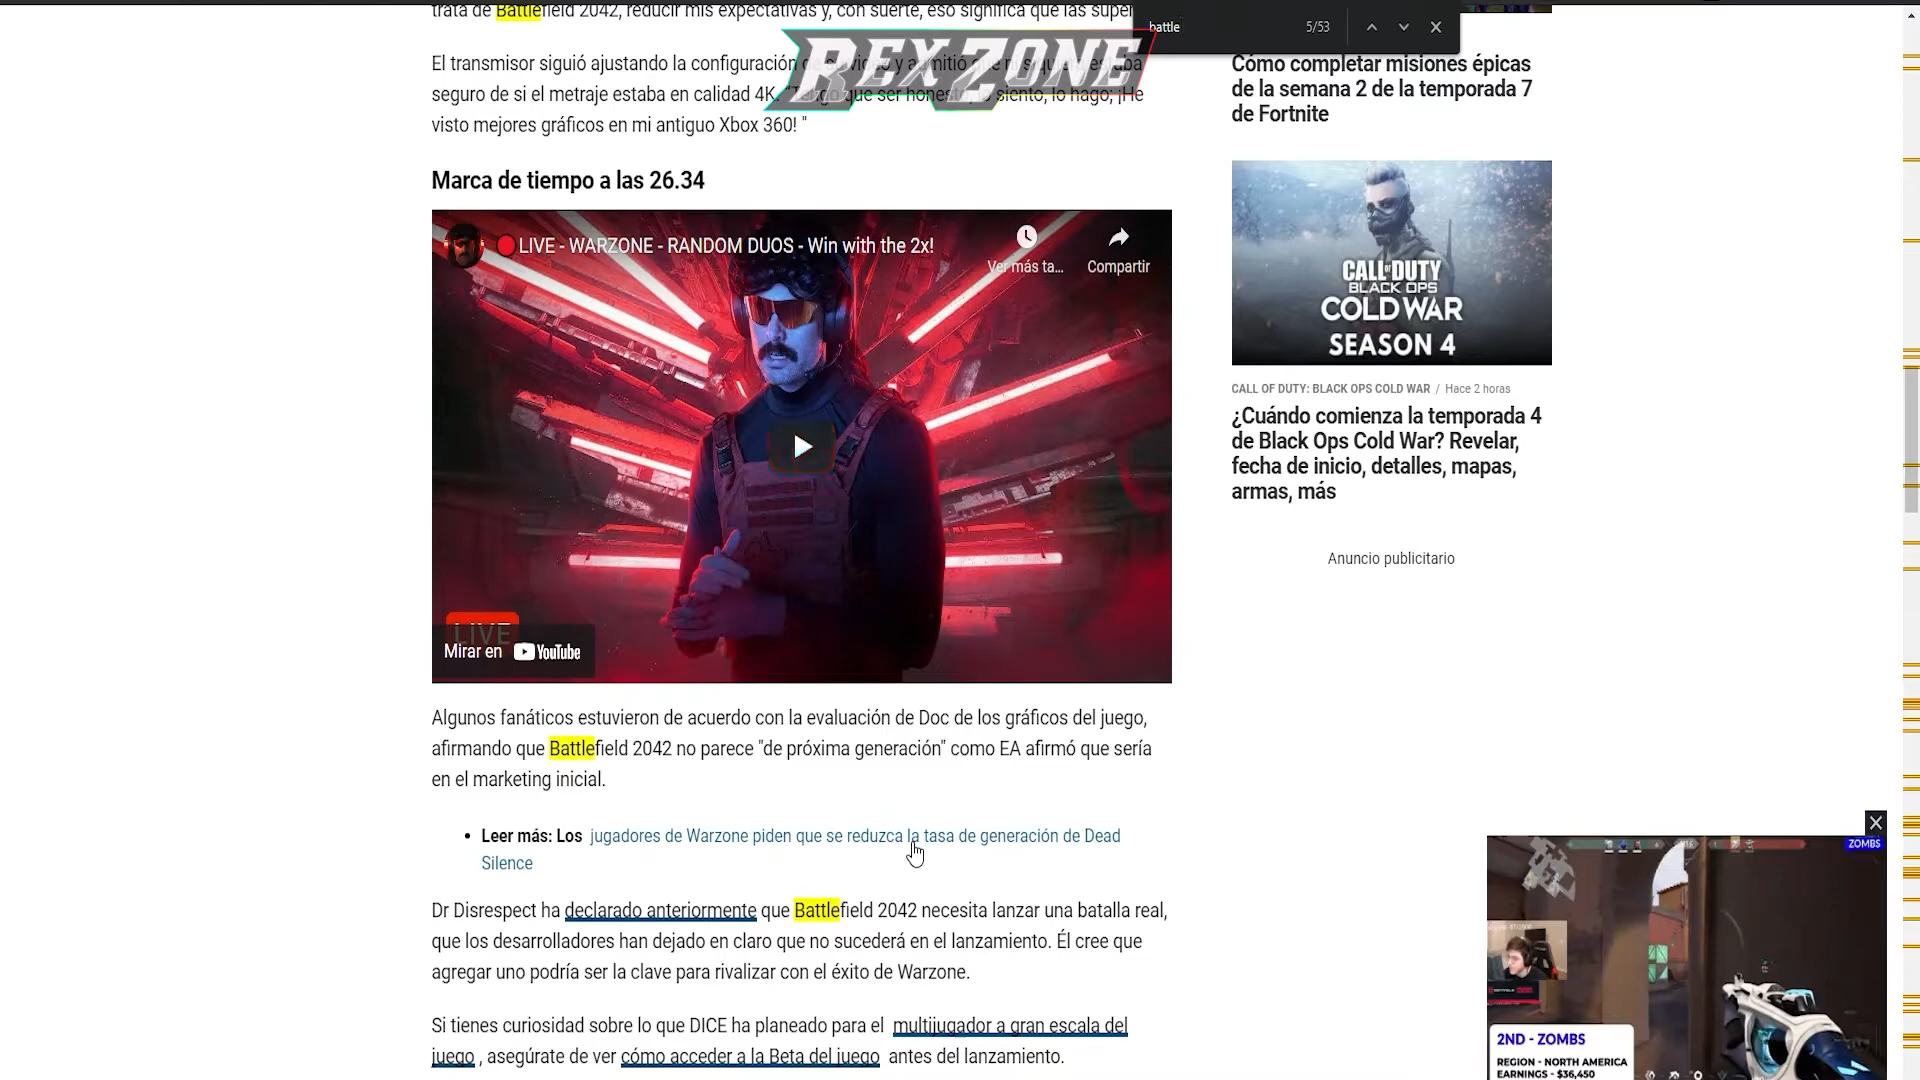 trata de Battlefield 2042, reducir mis expectativas y, con suerte, eso significa que las
battle
5/53
REXZONE
El transmisor siguió ajustando la configuración
seguro de si el metraje estaba en calidad 4K. "Tengo que ser honesto, lo siento, lo hago; ¡He
visto mejores gráficos en mi antiguo Xbox 360! "
Marca de tiempo a las 26.34
LIVE - WARZONE - RANDOM DUOS - Win with the 2x!
Ver más ta...
Compartir
LIVE
Mirar en YouTube
Algunos fanáticos estuvieron de acuerdo con la evaluación de Doc de los gráficos del juego,
afirmando que Battlefield 2042 no parece "de próxima generación" como EA afirmó que sería
en el marketing inicial.
• Leer más: Los jugadores de Warzone piden que se reduzca la tasa de generación de Dead
Silence
Dr Disrespect ha declarado anteriormente que Battlefield 2042 necesita lanzar una batalla real,
que los desarrolladores han dejado en claro que no sucederá en el lanzamiento. Él cree que
agregar uno podría ser la clave para rivalizar con el éxito de Warzone.
Si tienes curiosidad sobre lo que DICE ha planeado para el multijugador a gran escala del
juego , asegúrate de ver cómo acceder a la Beta del juego antes del lanzamiento.
Cómo completar misiones épicas
de la semana 2 de la temporada 7
de Fortnite
CALL OF DUTY
BLACK OPS
COLD WAR
SEASON 4
CALL OF DUTY: BLACK OPS COLD WAR / Hace 2 horas
¿Cuándo comienza la temporada 4
de Black Ops Cold War? Revelar,
fecha de inicio, detalles, mapas,
armas, más
Anuncio publicitario
ZOMBS
2ND - ZOMBS
REGION - NORTH AMERICA
EARNINGS - $36,450